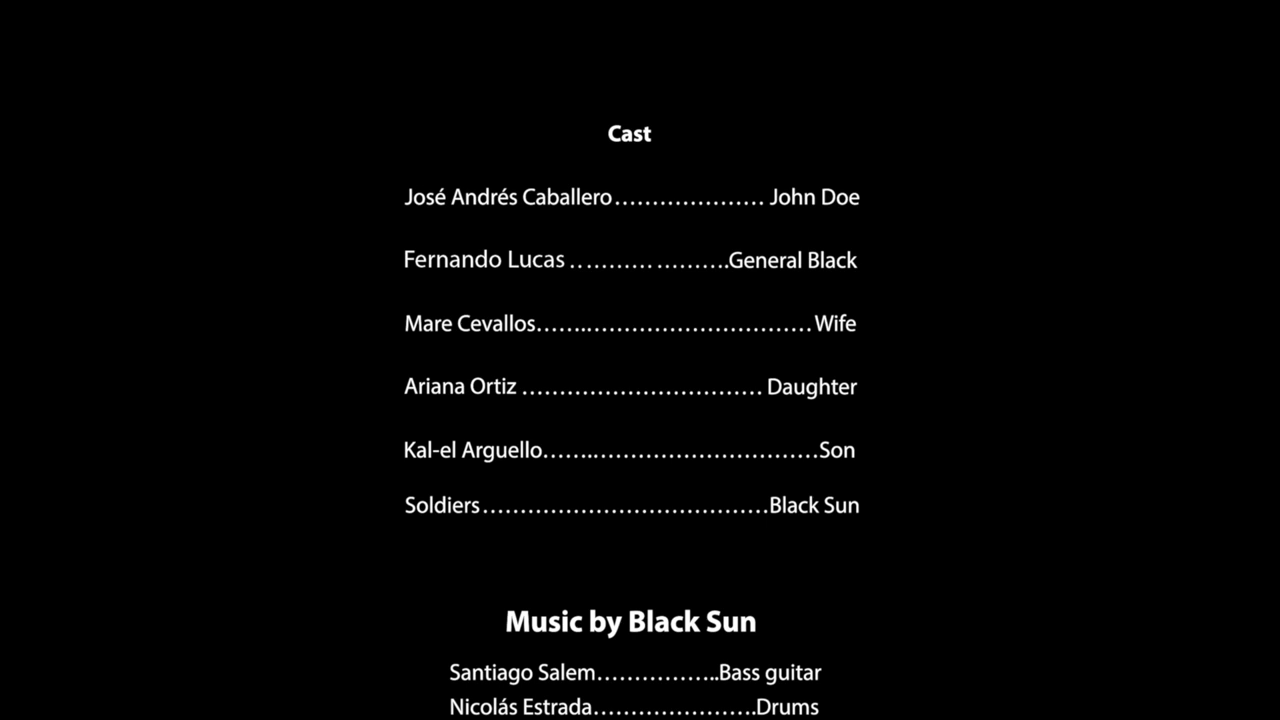 Cast
José Andrés Caballero.................... John Doe
Fernando Lucas .....................General Black
Mare Cevallos.....................................Wife
Ariana Ortiz ................................ Daughter
Kal-el Arguello.....................................Son
Soldiers......................................Black Sun
Music by Black Sun
Santiago Salem.................Bass guitar
Nicolás Estrada......................Drums